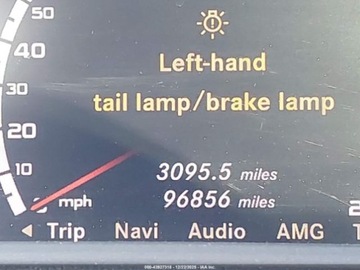 50
40
Left-hand
30
tail lamp/brake lamp
20
10
3095.5 miles
mph
96856 miles
Trip Navi Audio AMG